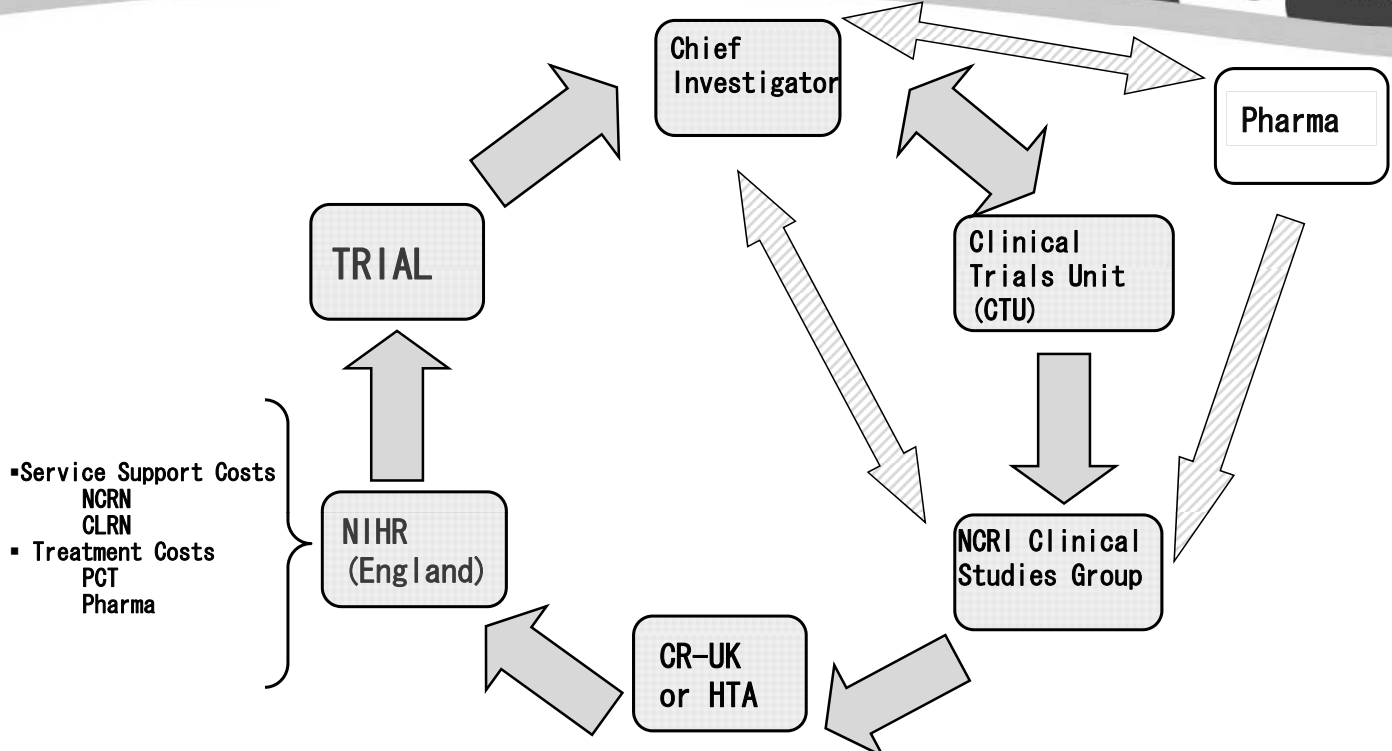 Chief
Investigator
Pharma
Clinical
Trials Unit
(CTU)
NCRI Clinical
Studies Group
CR-UK
or HTA
NIHR
(England)
▪Service Support Costs
NCRN
CLRN
▪ Treatment Costs
PCT
Pharma
TRIAL